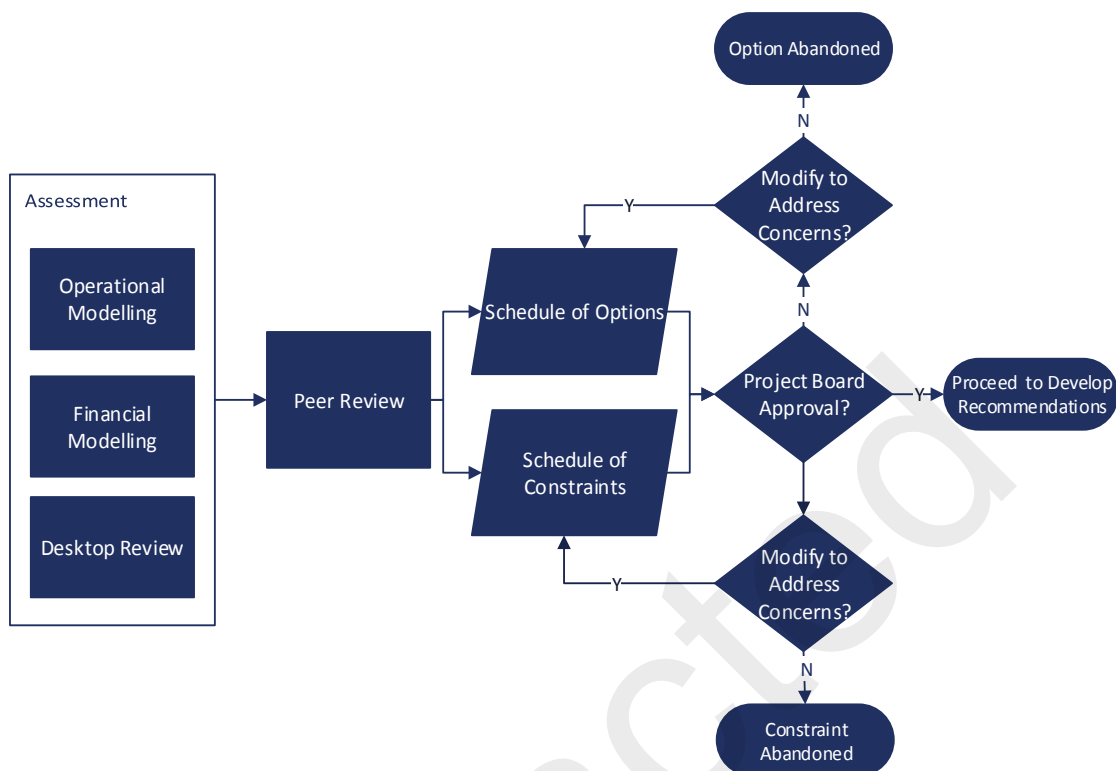 Option Abandoned
N
Modify to
Address
Concerns?
Y
Assessment
Operational
Modelling
Schedule of Options
N
Financial
Modelling
Peer Review
Project Board
Approval?
Y
Proceed to Develop
Recommendations
Schedule of
Constraints
Desktop Review
Modify to
Address
Concerns?
Y
N
Constraint
Abandoned